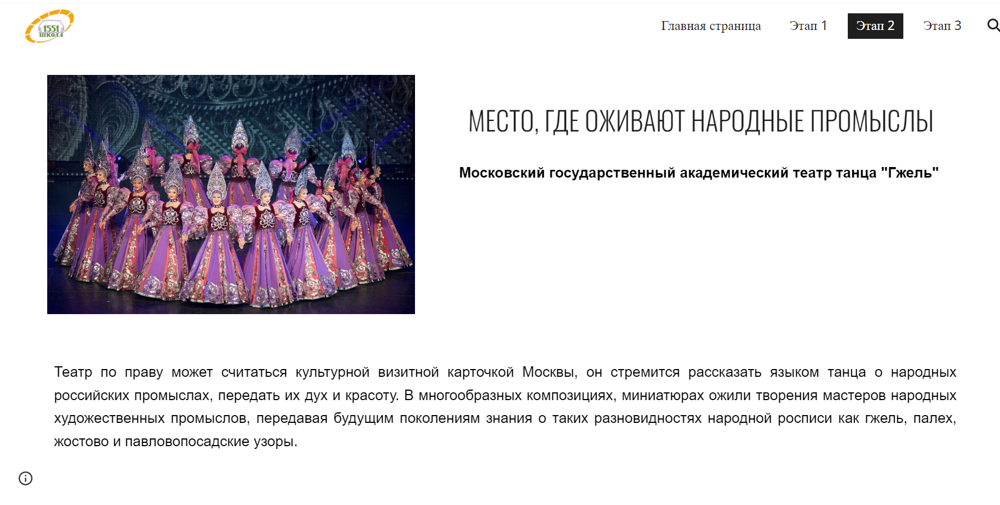 1551
ШКОЛА
Главная страница
Этап 1
Этап 2
Этап 3
МЕСТО, ГДЕ ОЖИВАЮТ НАРОДНЫЕ ПРОМЫСЛЫ
Московский государственный академический театр танца "Гжель"
Театр по праву может считаться культурной визитной карточкой Москвы, он стремится рассказать языком танца о народных
российских промыслах, передать их дух и красоту. В многообразных композициях, миниатюрах ожили творения мастеров народных
художественных промыслов, передавая будущим поколениям знания о таких разновидностях народной росписи как гжель, палех,
жостово и павловопосадские узоры.